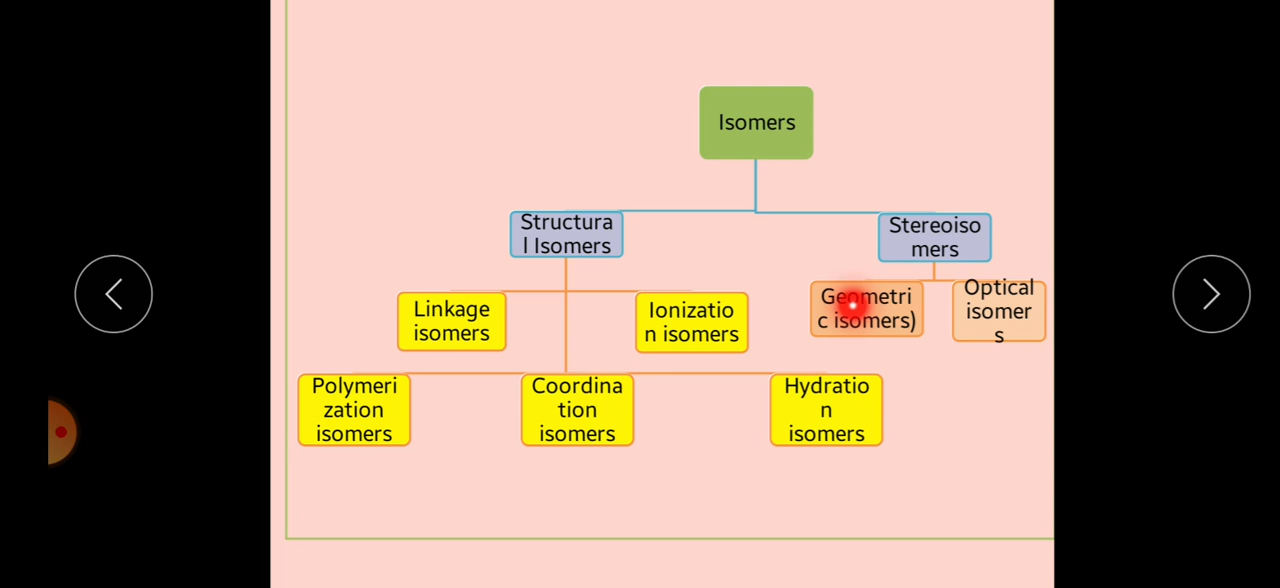 Isomers
Structura
l Isomers
Stereoiso
mers
Linkage
isomers
Ionizatio
n isomers
Geometri
c isomers)
Optical
isomer
s
Polymeri
zation
isomers
Coordina
tion
isomers
Hydratio
n
isomers